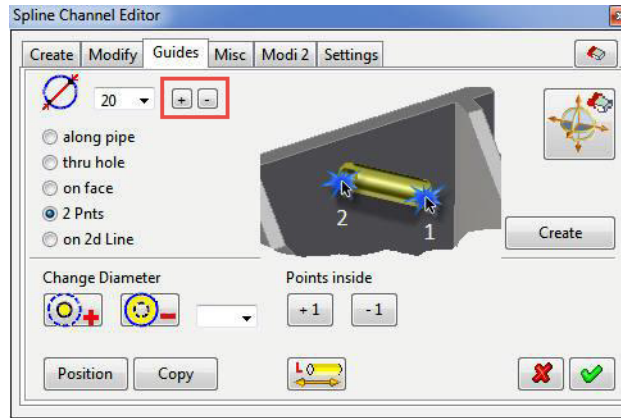 Spline Channel Editor
Create Modify Guides Misc Modi 2 Settings
20 + -
along pipe
thru hole
on face
2 Pnts
on 2d Line
2 1
Create
Change Diameter Points inside
+ 1 - 1
Position Copy L